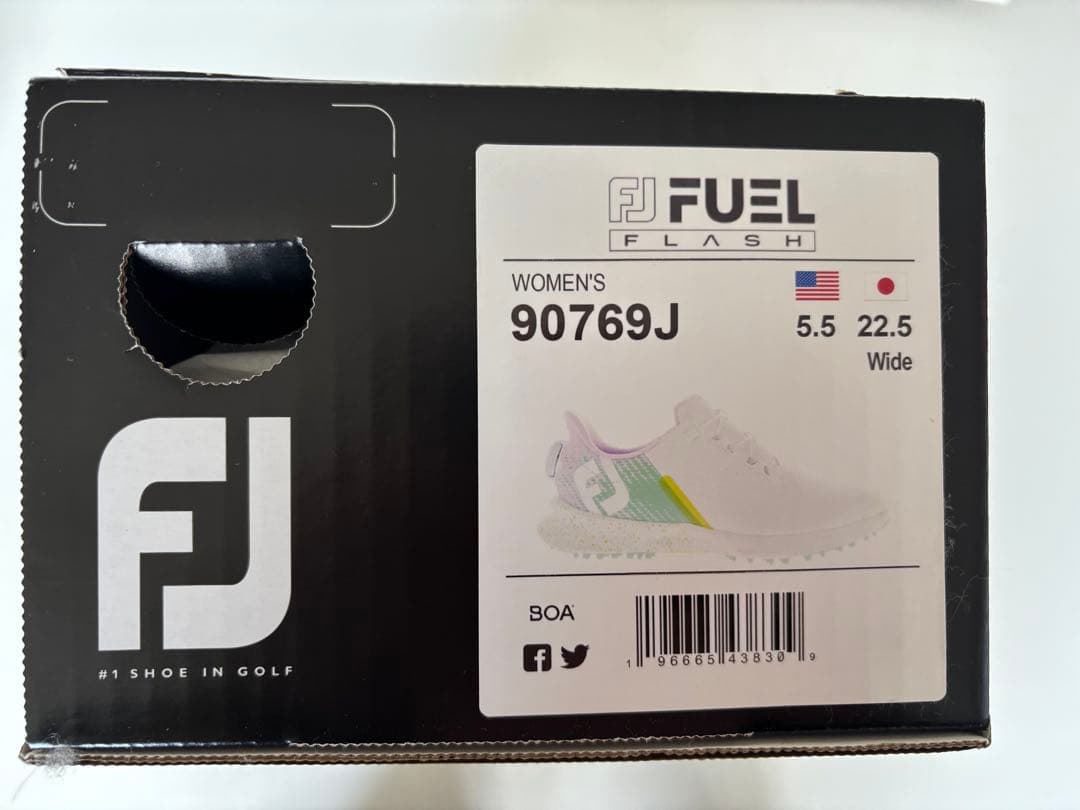 FJ FUEL
FLASH
WOMEN'S
90769J
5.5 22.5
Wide
FJ
BOA
1 96665 43830 9
FJ
#1 SHOE IN GOLF